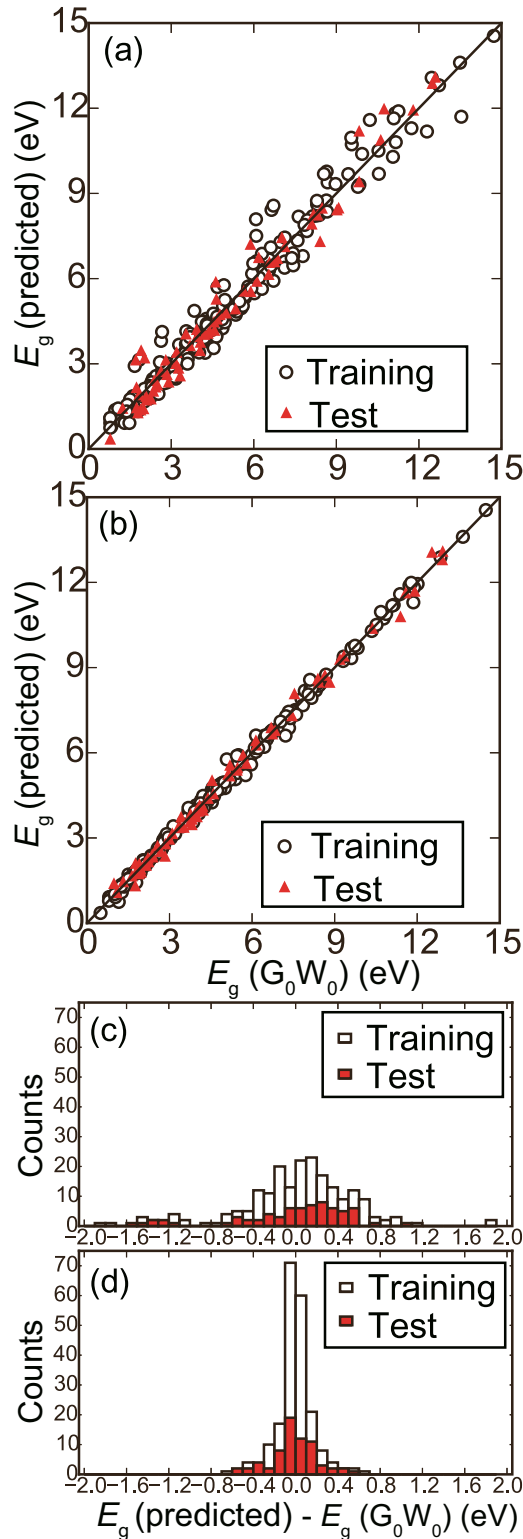 (a)
E_g (predicted) (eV)
15
12
9
6
3
0
Training
Test
0 3 6 9 12 15
(b)
E_g (predicted) (eV)
15
12
9
6
3
0
Training
Test
0 3 6 9 12 15
E_g (G_0W_0) (eV)
(c)
Counts
70
60
50
40
30
20
10
0
Training
Test
−2.0 −1.6 −1.2 −0.8 −0.4 0.0 0.4 0.8 1.2 1.6 2.0
(d)
Counts
70
60
50
40
30
20
10
0
Training
Test
−2.0 −1.6 −1.2 −0.8 −0.4 0.0 0.4 0.8 1.2 1.6 2.0
E_g (predicted) - E_g (G_0W_0) (eV)